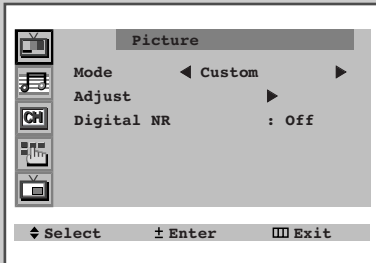 Picture
Mode ◀ Custom ▶
Adjust ▶
Digital NR : Off
CH
Select ± Enter Exit